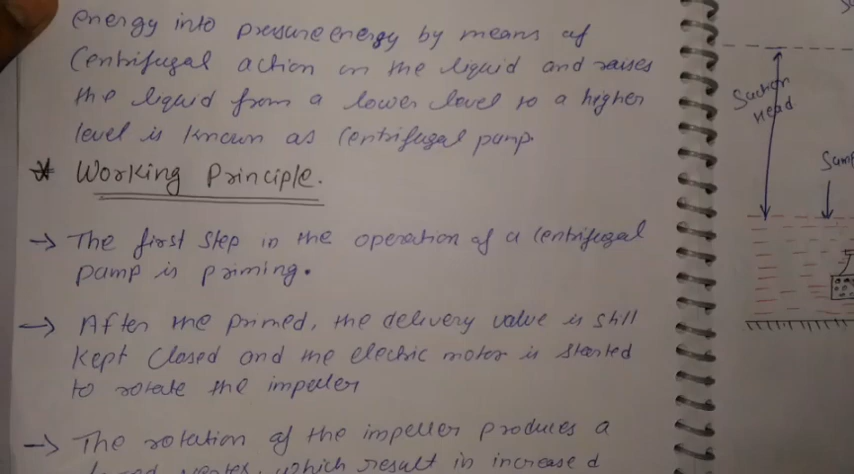 energy into pressure energy by means of
Centrifugal action on the liquid and raises
the liquid from a lower level to a higher
level is known as Centrifugal pump.
* Working Principle.
→ The first step in the operation of a Centrifugal
pump is priming.
→ After the primed, the delivery valve is still
kept closed and the electric motor is started
to rotate the impeller
→ The rotation of the impeller produces a
which result in increased
Suction
Head